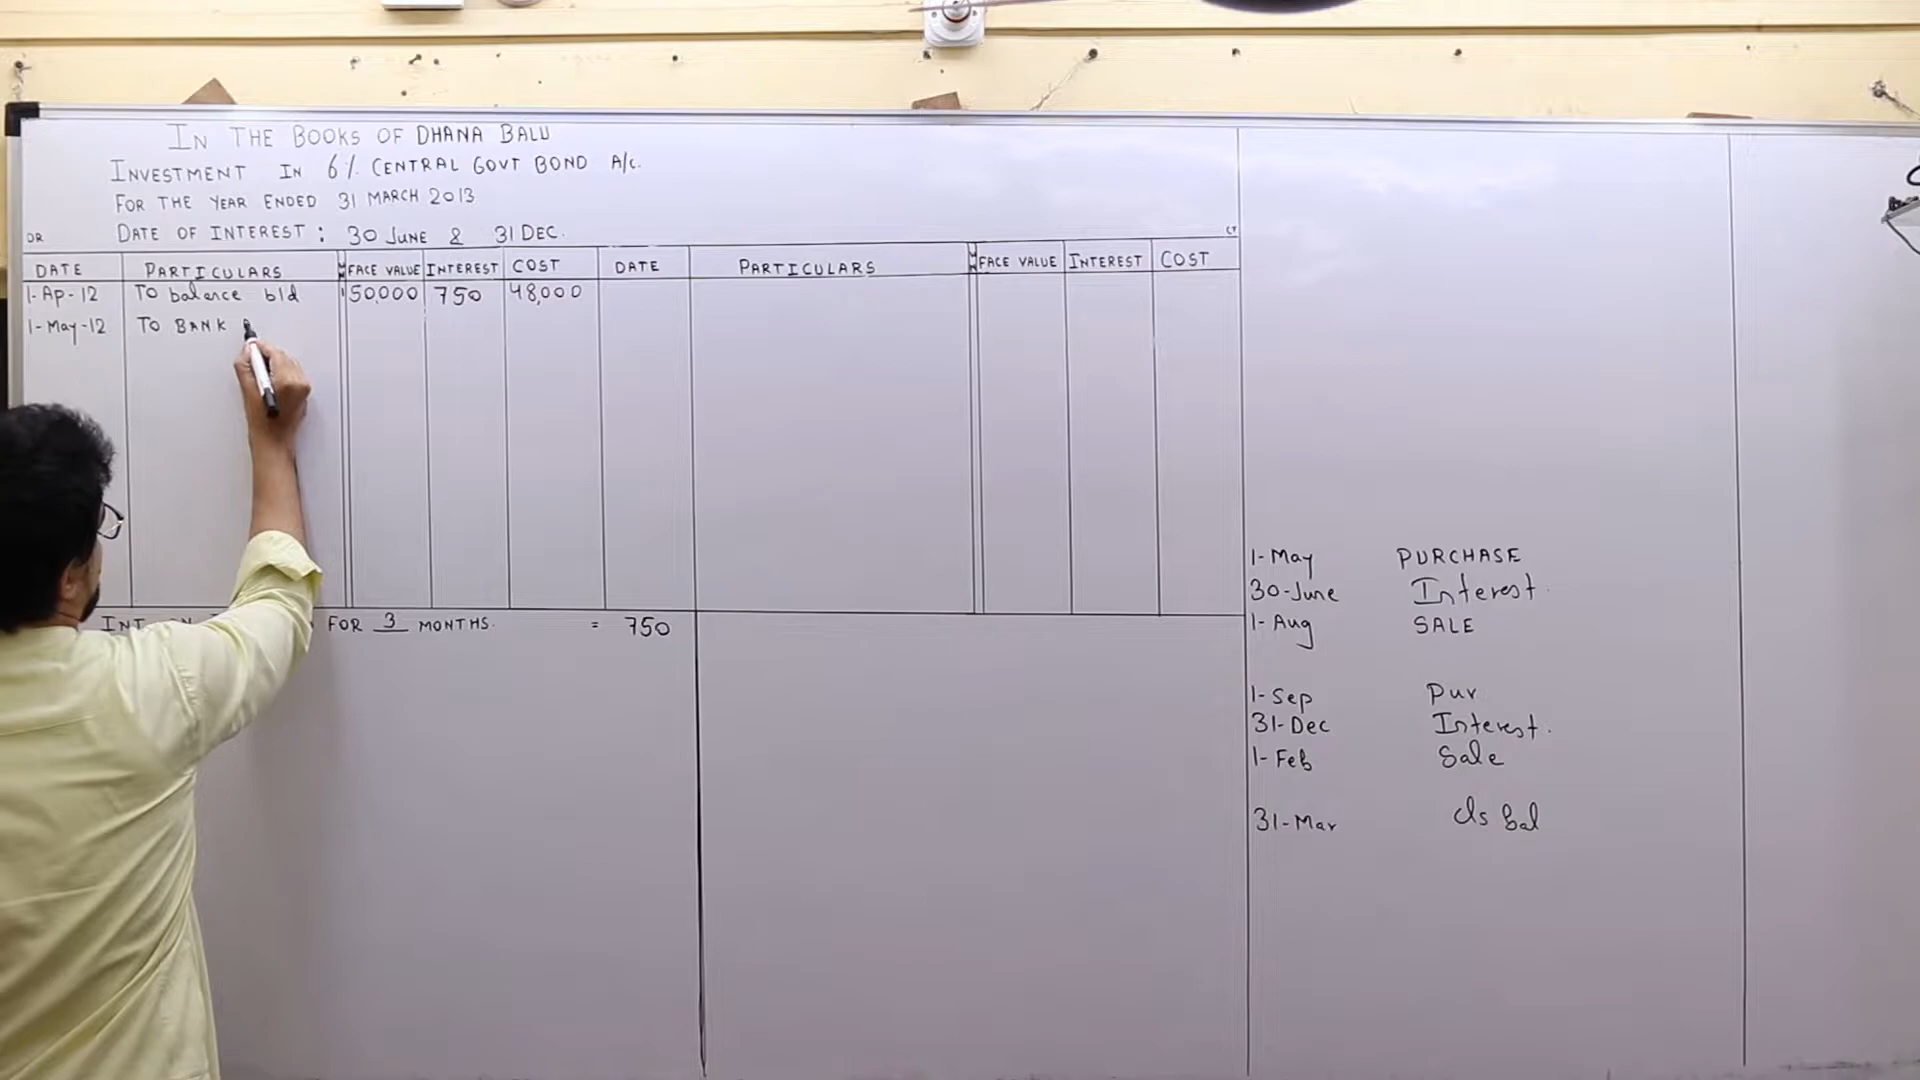 IN THE BOOKS OF DHANA BALU
INVESTMENT IN 6% CENTRAL GOVT BOND A/c.
FOR THE YEAR ENDED 31 MARCH 2013
DATE OF INTEREST : 30 JUNE & 31 DEC.
DR
DATE PARTICULARS FACE VALUE INTEREST COST DATE PARTICULARS FACE VALUE INTEREST COST
1-Ap-12 To balance b/d 50,000 750 48,000
1-May-12 To BANK
FOR 3 MONTHS. = 750
1-May PURCHASE
30-June Interest.
1-Aug SALE
1-Sep Pur
31-Dec Interest.
1-Feb Sale
31-Mar cls bal